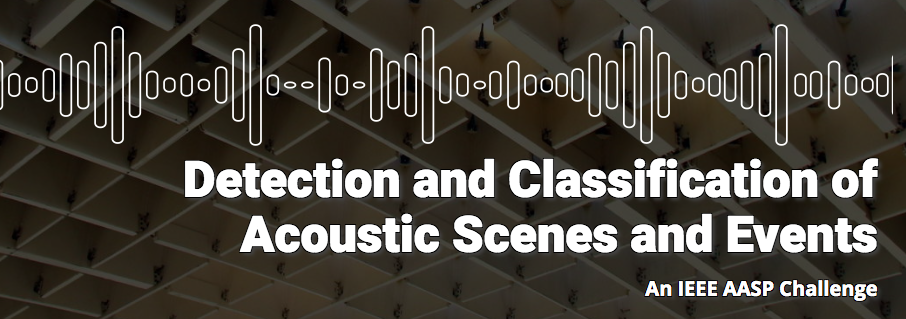 Detection and Classification of
Acoustic Scenes and Events
An IEEE AASP Challenge